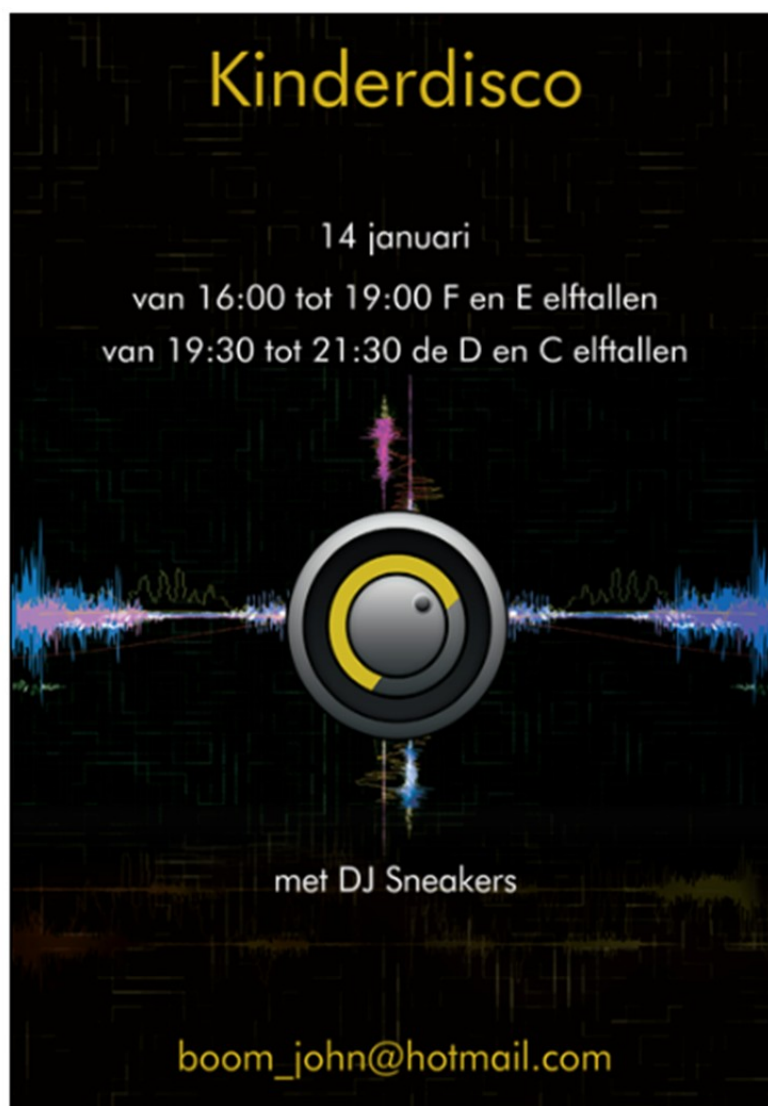 Kinderdisco
14 januari
van 16:00 tot 19:00 F en E elftallen
van 19:30 tot 21:30 de D en C elftallen
met DJ Sneakers
boom_john@hotmail.com